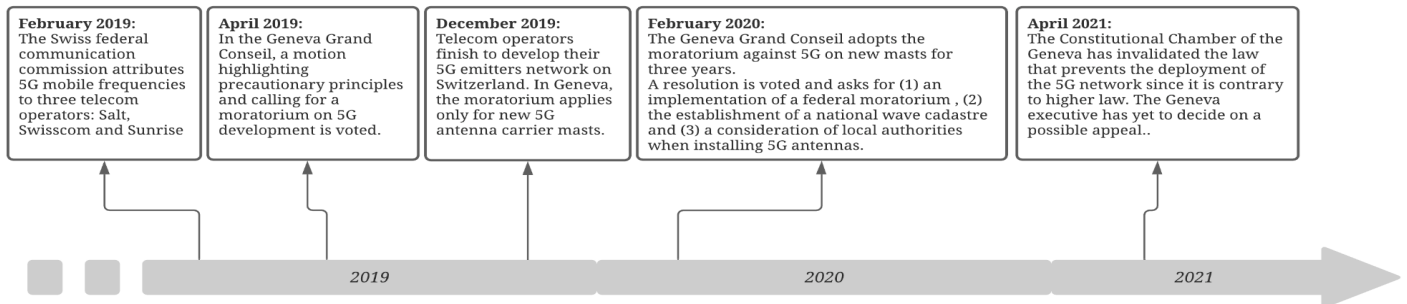 February 2019:
The Swiss federal
communication
commission attributes
5G mobile frequencies
to three telecom
operators: Salt,
Swisscom and Sunrise
April 2019:
In the Geneva Grand
Conseil, a motion
highlighting
precautionary principles
and calling for a
moratorium on 5G
development is voted.
December 2019:
Telecom operators
finish to develop their
5G emitters network on
Switzerland. In Geneva,
the moratorium applies
only for new 5G
antenna carrier masts.
February 2020:
The Geneva Grand Conseil adopts the
moratorium against 5G on new masts for
three years.
A resolution is voted and asks for (1) an
implementation of a federal moratorium , (2)
the establishment of a national wave cadastre
and (3) a consideration of local authorities
when installing 5G antennas.
April 2021:
The Constitutional Chamber of the
Geneva has invalidated the law
that prevents the deployment of
the 5G network since it is contrary
to higher law. The Geneva
executive has yet to decide on a
possible appeal..
2019
2020
2021